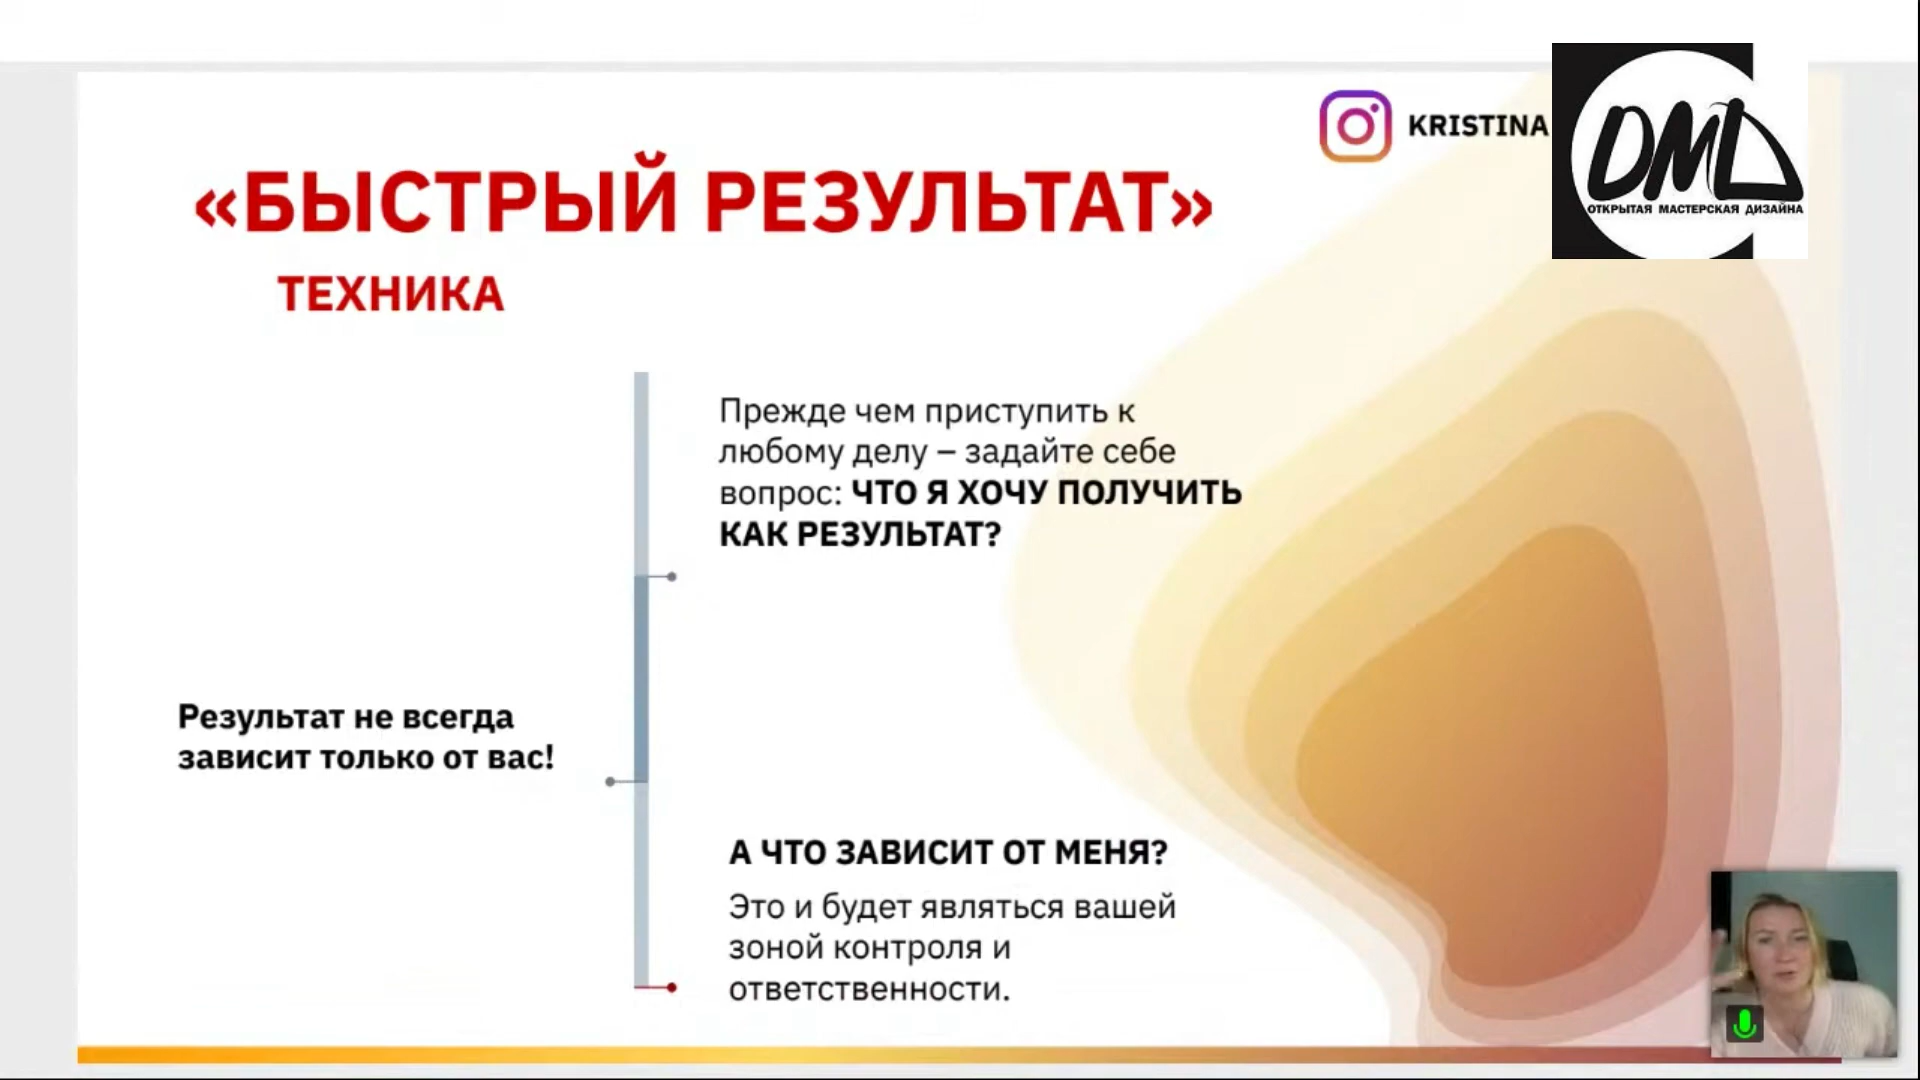 KRISTINA
DMD
ОТКРЫТАЯ МАСТЕРСКАЯ ДИЗАЙНА
«БЫСТРЫЙ РЕЗУЛЬТАТ»
ТЕХНИКА
Прежде чем приступить к
любому делу – задайте себе
вопрос: ЧТО Я ХОЧУ ПОЛУЧИТЬ
КАК РЕЗУЛЬТАТ?
Результат не всегда
зависит только от вас!
А ЧТО ЗАВИСИТ ОТ МЕНЯ?
Это и будет являться вашей
зоной контроля и
ответственности.